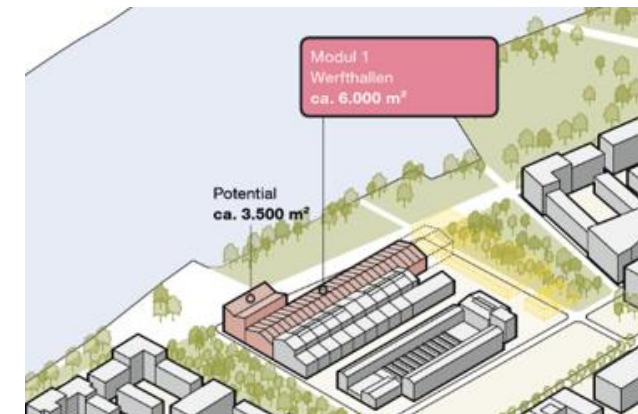 Modul 1
Werfthallen
ca. 6.000 m²
Potential
ca. 3.500 m²